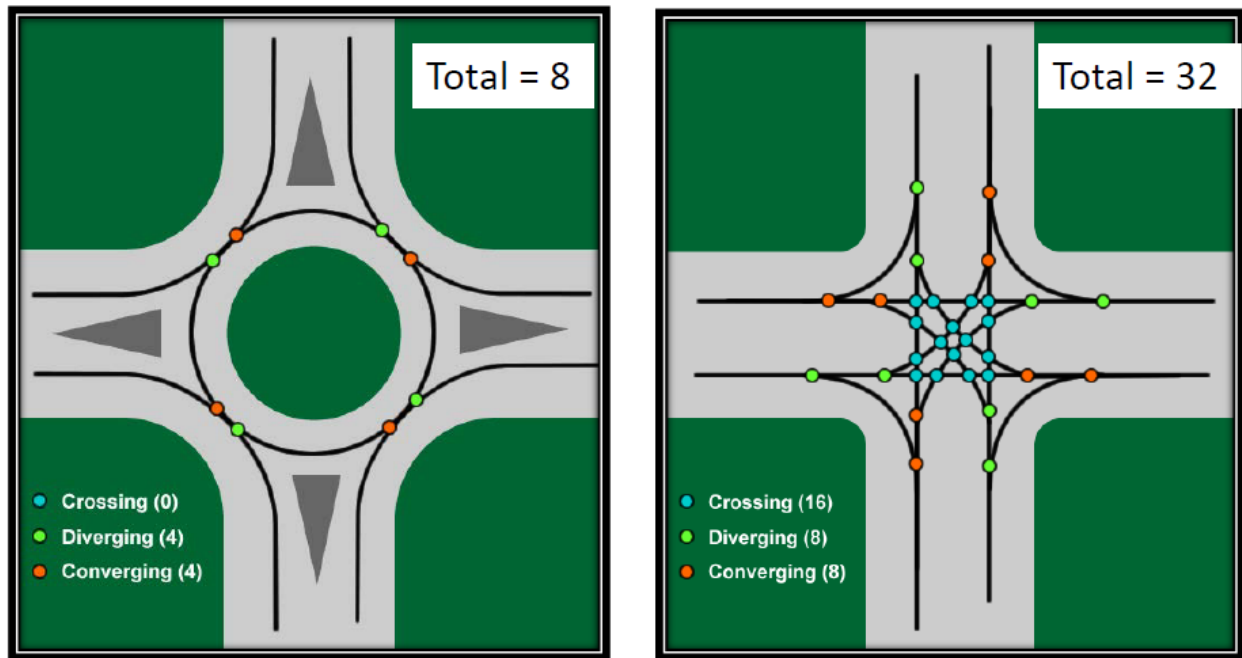 Total = 8
Crossing (0)
Diverging (4)
Converging (4)
Total = 32
Crossing (16)
Diverging (8)
Converging (8)